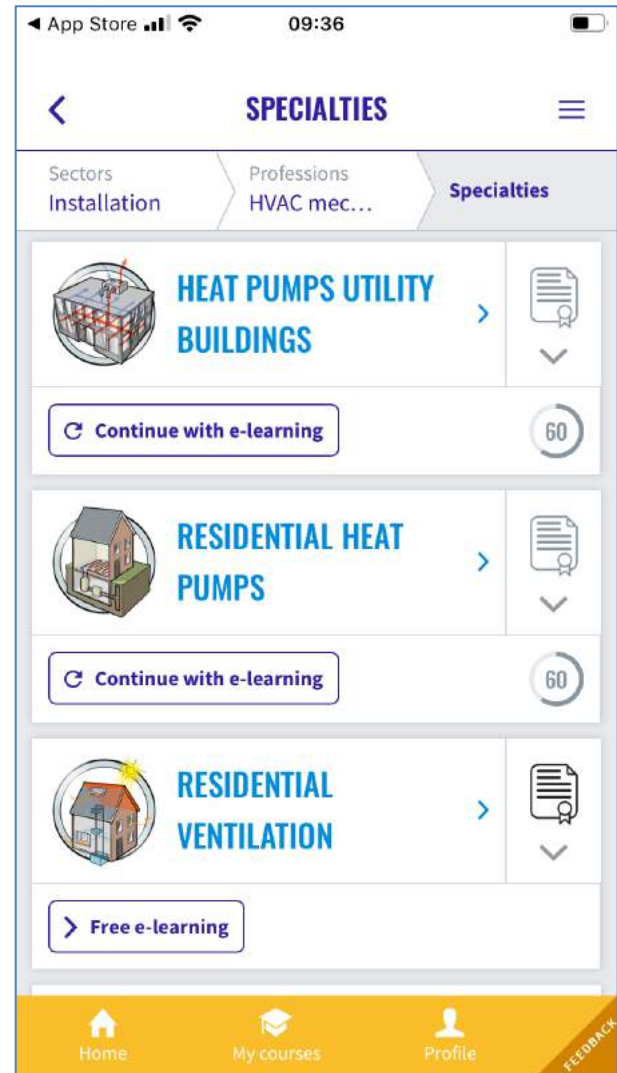 App Store 09:36
SPECIALTIES
Sectors
Installation
Professions
HVAC mec...
Specialties
HEAT PUMPS UTILITY
BUILDINGS
Continue with e-learning
60
RESIDENTIAL HEAT
PUMPS
Continue with e-learning
60
RESIDENTIAL
VENTILATION
Free e-learning
Home
My courses
Profile
FEEDBACK